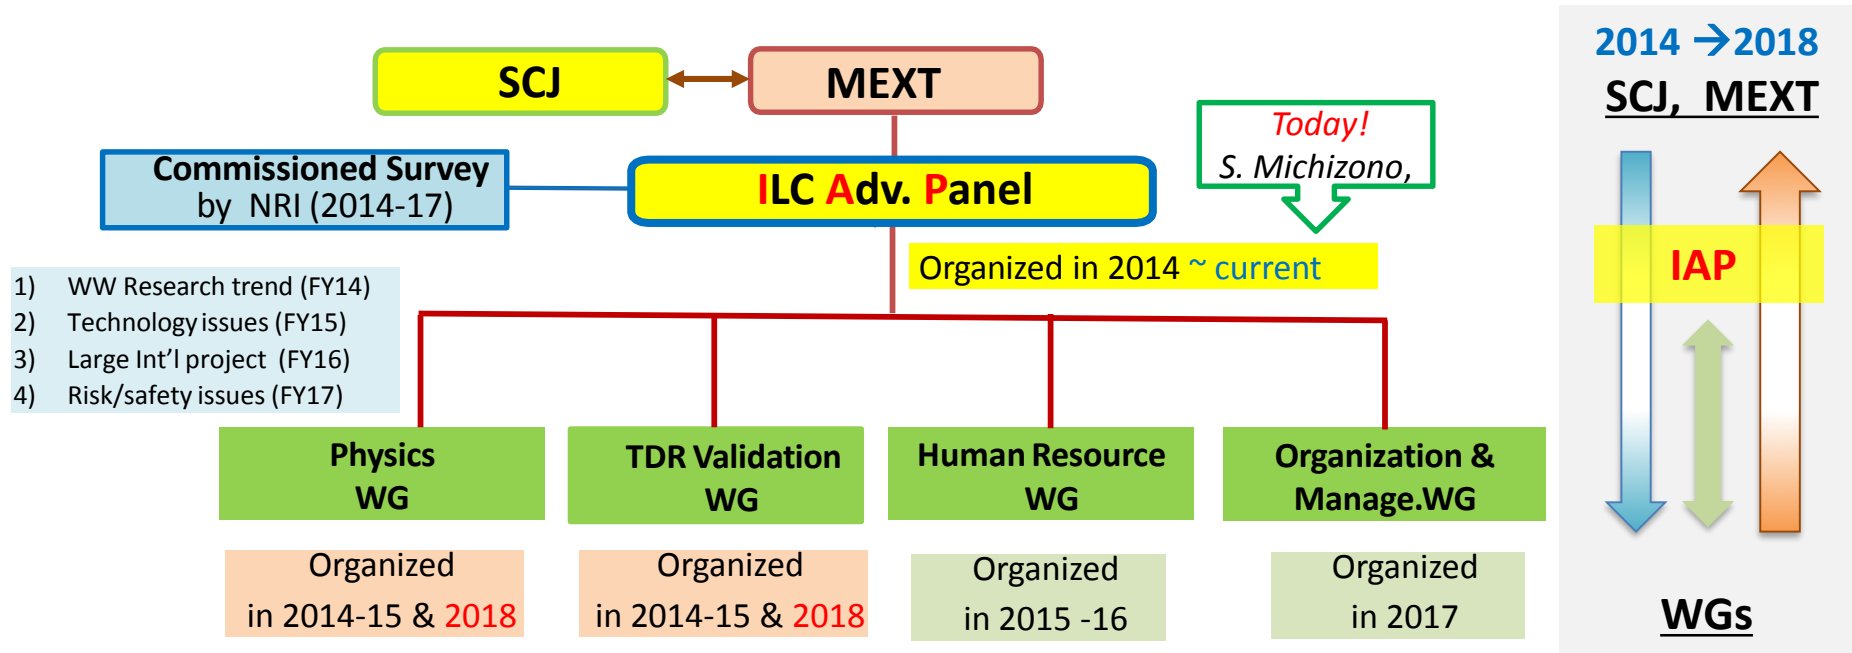 SCJ
MEXT
Commissioned Survey
by NRI (2014-17)
ILC Adv. Panel
Today!
S. Michizono,
Organized in 2014 ~ current
1) WW Research trend (FY14)
2) Technology issues (FY15)
3) Large Int’l project (FY16)
4) Risk/safety issues (FY17)
Physics
WG
TDR Validation
WG
Human Resource
WG
Organization &
Manage.WG
Organized
in 2014-15 & 2018
Organized
in 2014-15 & 2018
Organized
in 2015 -16
Organized
in 2017
2014 →2018
SCJ, MEXT
IAP
WGs